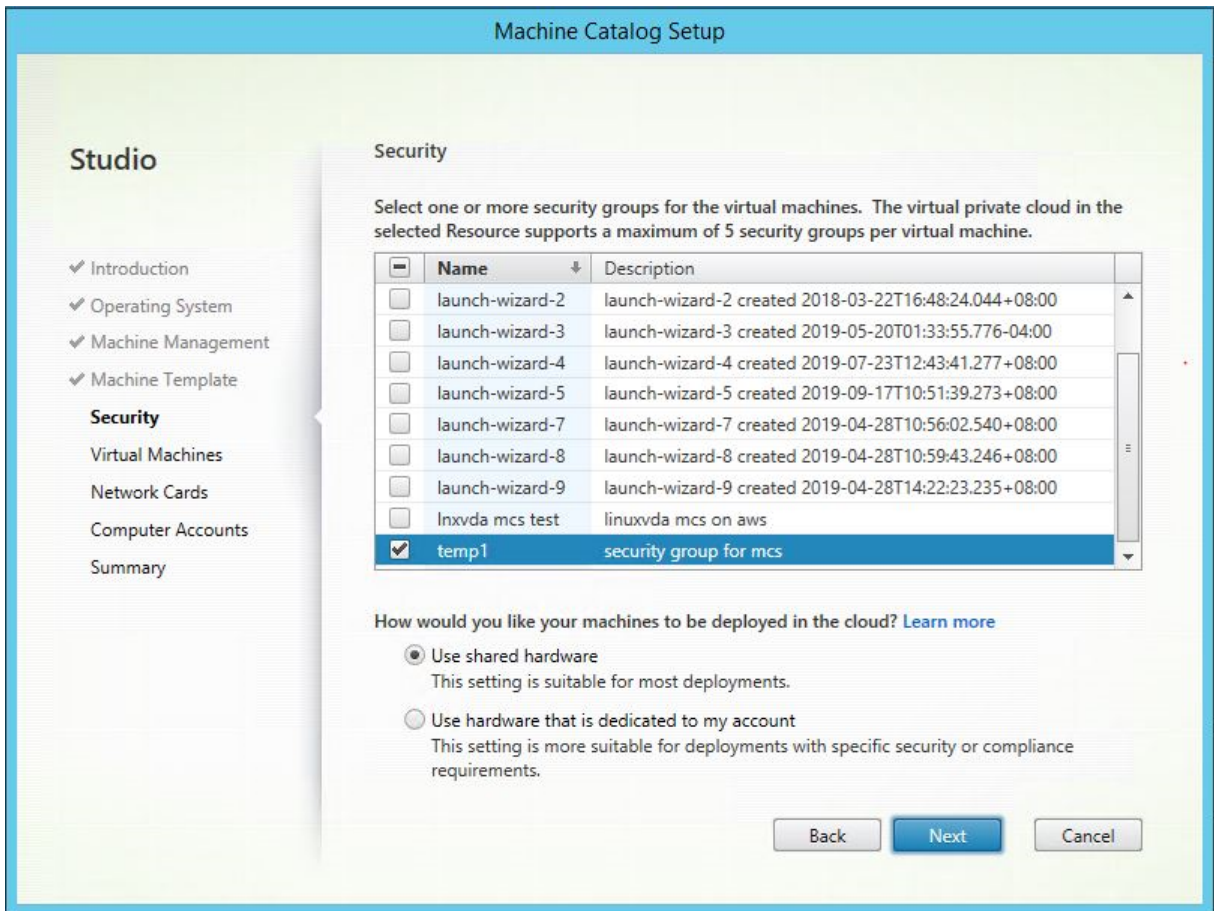 Machine Catalog Setup
Studio
✔ Introduction
✔ Operating System
✔ Machine Management
✔ Machine Template
Security
Virtual Machines
Network Cards
Computer Accounts
Summary
Security
Select one or more security groups for the virtual machines. The virtual private cloud in the
selected Resource supports a maximum of 5 security groups per virtual machine.
Name Description
launch-wizard-2 launch-wizard-2 created 2018-03-22T16:48:24.044+08:00
launch-wizard-3 launch-wizard-3 created 2019-05-20T01:33:55.776-04:00
launch-wizard-4 launch-wizard-4 created 2019-07-23T12:43:41.277+08:00
launch-wizard-5 launch-wizard-5 created 2019-09-17T10:51:39.273+08:00
launch-wizard-7 launch-wizard-7 created 2019-04-28T10:56:02.540+08:00
launch-wizard-8 launch-wizard-8 created 2019-04-28T10:59:43.246+08:00
launch-wizard-9 launch-wizard-9 created 2019-04-28T14:22:23.235+08:00
lnxvda mcs test linuxvda mcs on aws
temp1 security group for mcs
How would you like your machines to be deployed in the cloud? Learn more
Use shared hardware
This setting is suitable for most deployments.
Use hardware that is dedicated to my account
This setting is more suitable for deployments with specific security or compliance
requirements.
Back Next Cancel